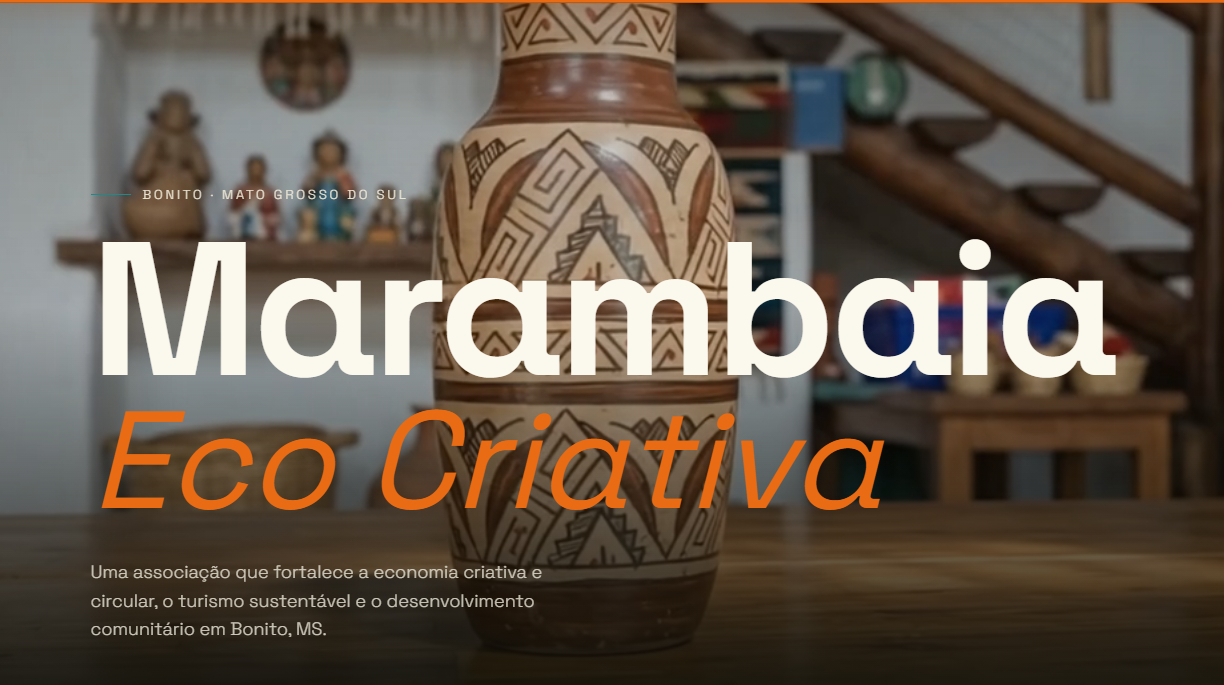 BONITO · MATO GROSSO DO SUL
Marambaia
Eco Criativa
Uma associação que fortalece a economia criativa e
circular, o turismo sustentável e o desenvolvimento
comunitário em Bonito, MS.